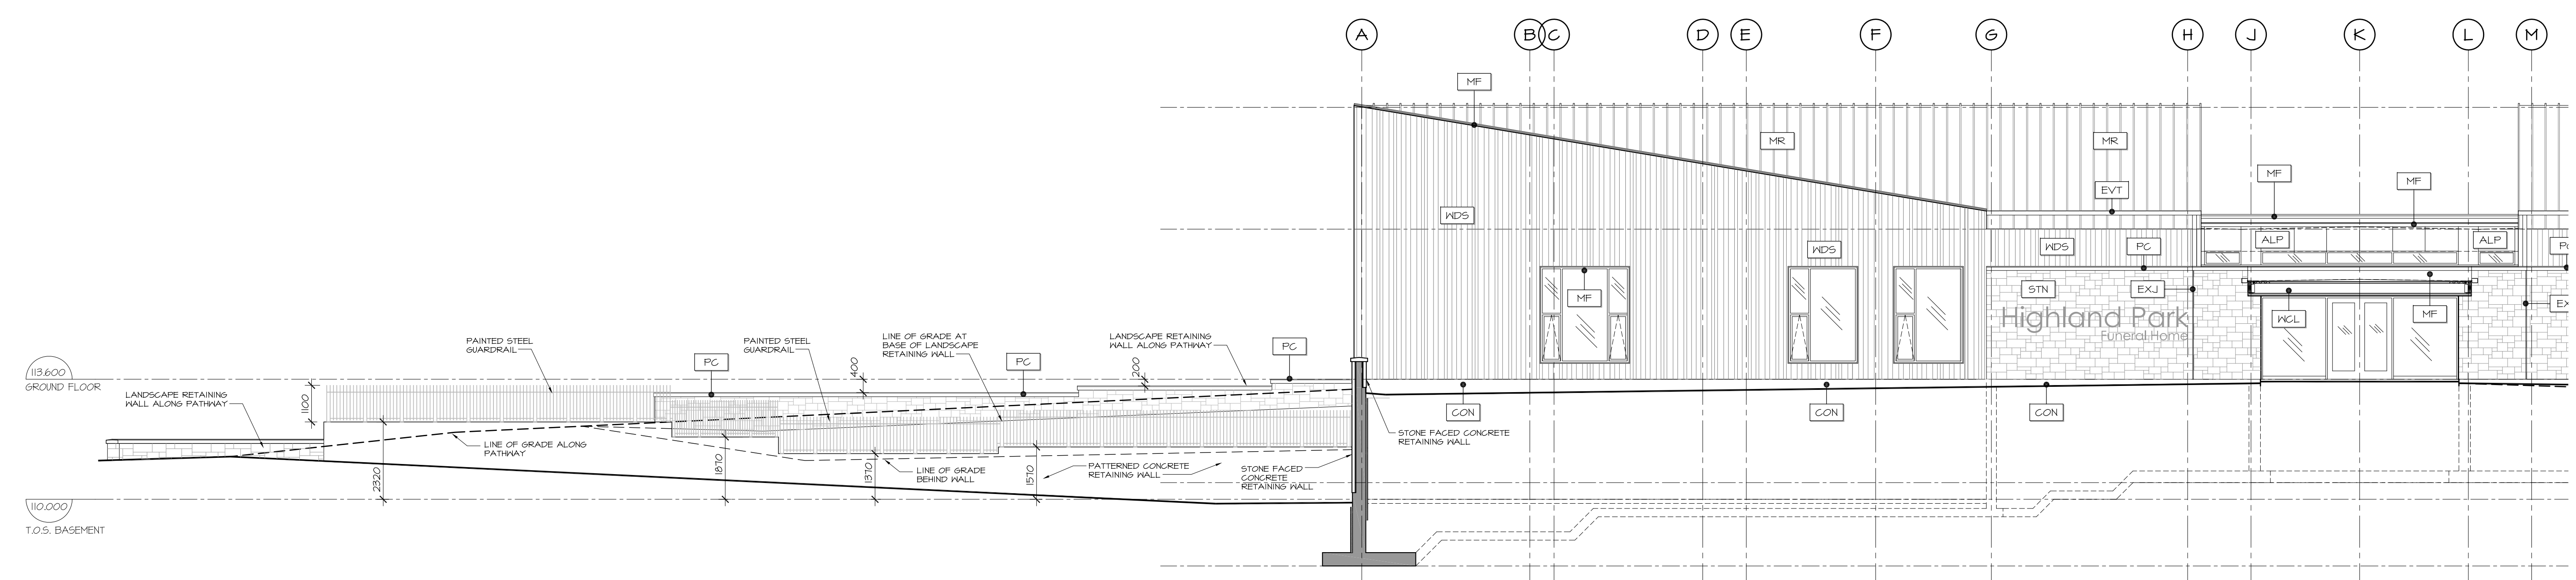 A
B
C
D
E
F
G
H
J
K
L
M
MF
MR
MR
MF
MF
EVT
WDS
WDS
WDS
PC
ALP
ALP
STN
EXJ
MF
WCL
MF
Highland Park
Funeral Home
PAINTED STEEL
GUARDRAIL
PAINTED STEEL
GUARDRAIL
LINE OF GRADE AT
BASE OF LANDSCAPE
RETAINING WALL
LANDSCAPE RETAINING
WALL ALONG PATHWAY
PC
PC
PC
400
200
113.600
GROUND FLOOR
LANDSCAPE RETAINING
WALL ALONG PATHWAY
1100
CON
CON
CON
STONE FACED CONCRETE
RETAINING WALL
LINE OF GRADE ALONG
PATHWAY
2320
1870
1370
1570
LINE OF GRADE
BEHIND WALL
PATTERNED CONCRETE
RETAINING WALL
STONE FACED
CONCRETE
RETAINING WALL
110.000
T.O.S. BASEMENT